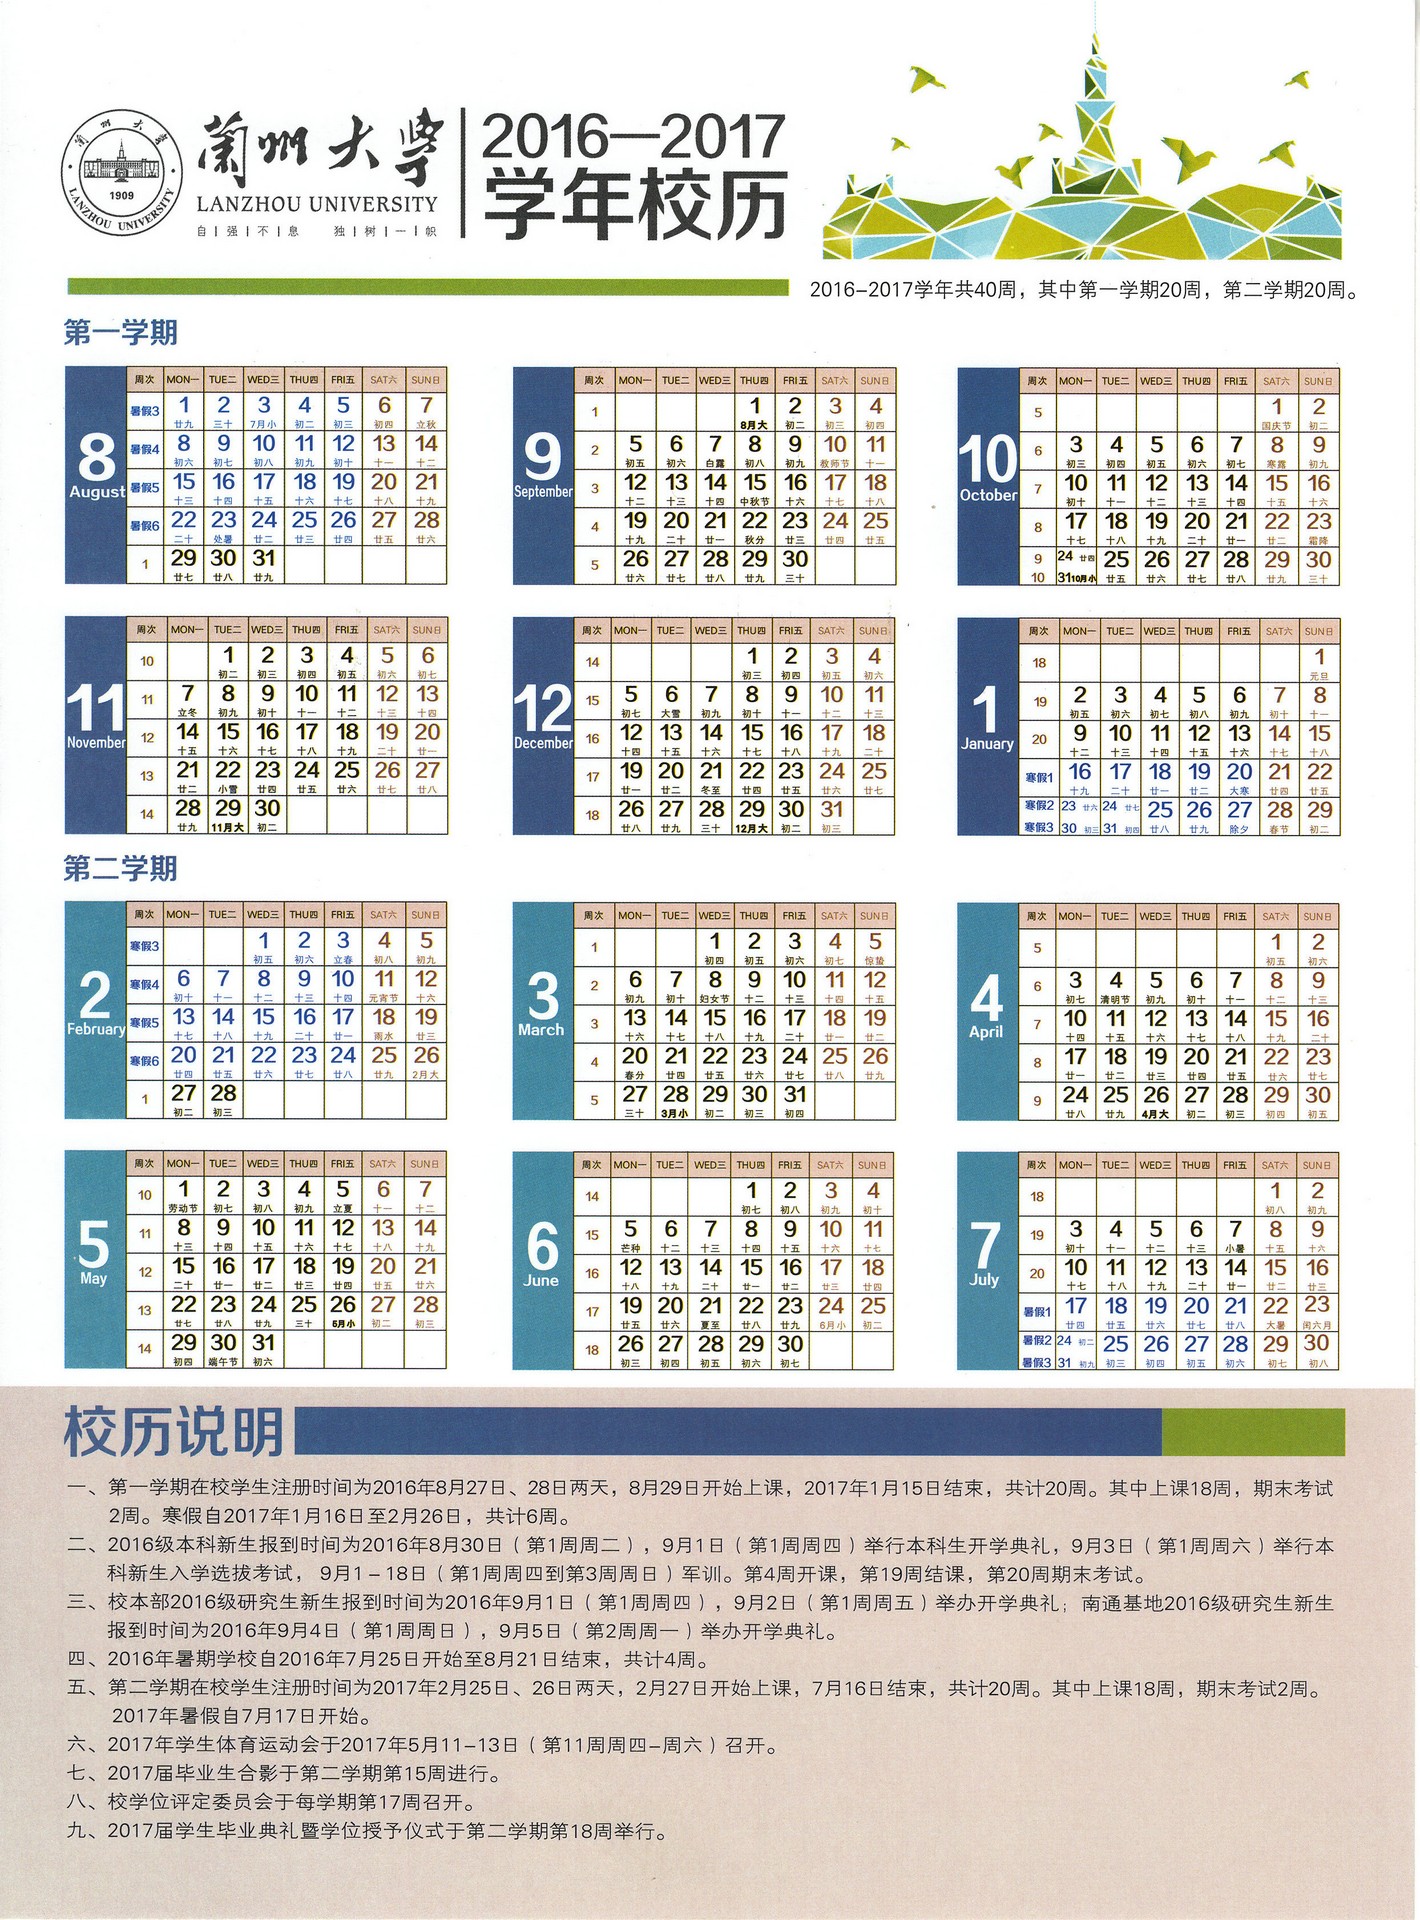 兰州大学
LANZHOU UNIVERSITY
1909
兰州大学
LANZHOU UNIVERSITY
自强不息 独树一帜
2016—2017
学年校历
2016-2017学年共40周，其中第一学期20周，第二学期20周。
第一学期
8
August
周次 MON一 TUE二 WED三 THU四 FRI五 SAT六 SUN日
暑假3 1 2 3 4 5 6 7
廿九 三十 7月小 初二 初三 初四 立秋
暑假4 8 9 10 11 12 13 14
初六 初七 初八 初九 初十 十一 十二
暑假5 15 16 17 18 19 20 21
十三 十四 十五 十六 十七 十八 十九
暑假6 22 23 24 25 26 27 28
二十 处暑 廿二 廿三 廿四 廿五 廿六
1 29 30 31
廿七 廿八 廿九
9
September
周次 MON一 TUE二 WED三 THU四 FRI五 SAT六 SUN日
1 1 2 3 4
8月大 初二 初三 初四
2 5 6 7 8 9 10 11
初五 初六 白露 初八 初九 教师节 十一
3 12 13 14 15 16 17 18
十二 十三 十四 中秋节 十六 十七 十八
4 19 20 21 22 23 24 25
十九 二十 廿一 秋分 廿三 廿四 廿五
5 26 27 28 29 30
廿六 廿七 廿八 廿九 三十
10
October
周次 MON一 TUE二 WED三 THU四 FRI五 SAT六 SUN日
5 1 2
国庆节 初二
6 3 4 5 6 7 8 9
初三 初四 初五 初六 初七 寒露 初九
7 10 11 12 13 14 15 16
初十 十一 十二 十三 十四 十五 十六
8 17 18 19 20 21 22 23
十七 十八 十九 二十 廿一 廿二 霜降
9 24 廿四 25 26 27 28 29 30
10 31 10月小 廿五 廿六 廿七 廿八 廿九 三十
11
November
周次 MON一 TUE二 WED三 THU四 FRI五 SAT六 SUN日
10 1 2 3 4 5 6
初二 初三 初四 初五 初六 初七
11 7 8 9 10 11 12 13
立冬 初九 初十 十一 十二 十三 十四
12 14 15 16 17 18 19 20
十五 十六 十七 十八 十九 二十 廿一
13 21 22 23 24 25 26 27
廿二 小雪 廿四 廿五 廿六 廿七 廿八
14 28 29 30
廿九 11月大 初二
12
December
周次 MON一 TUE二 WED三 THU四 FRI五 SAT六 SUN日
14 1 2 3 4
初三 初四 初五 初六
15 5 6 7 8 9 10 11
初七 大雪 初九 初十 十一 十二 十三
16 12 13 14 15 16 17 18
十四 十五 十六 十七 十八 十九 二十
17 19 20 21 22 23 24 25
廿一 廿二 冬至 廿四 廿五 廿六 廿七
18 26 27 28 29 30 31
廿八 廿九 三十 12月大 初二 初三
1
January
周次 MON一 TUE二 WED三 THU四 FRI五 SAT六 SUN日
18 1
元旦
19 2 3 4 5 6 7 8
初五 初六 初七 初八 初九 初十 十一
20 9 10 11 12 13 14 15
十二 十三 十四 十五 十六 十七 十八
寒假1 16 17 18 19 20 21 22
十九 二十 廿一 廿二 大寒 廿四 廿五
寒假2 23 廿六 24 廿七 25 26 27 28 29
寒假3 30 初三 31 初四 廿八 廿九 除夕 春节 初二
第二学期
2
February
周次 MON一 TUE二 WED三 THU四 FRI五 SAT六 SUN日
寒假3 1 2 3 4 5
初五 初六 立春 初八 初九
寒假4 6 7 8 9 10 11 12
初十 十一 十二 十三 十四 元宵节 十六
寒假5 13 14 15 16 17 18 19
十七 十八 十九 二十 廿一 雨水 廿三
寒假6 20 21 22 23 24 25 26
廿四 廿五 廿六 廿七 廿八 廿九 2月大
1 27 28
初二 初三
3
March
周次 MON一 TUE二 WED三 THU四 FRI五 SAT六 SUN日
1 1 2 3 4 5
初四 初五 初六 初七 惊蛰
2 6 7 8 9 10 11 12
初九 初十 妇女节 十二 十三 十四 十五
3 13 14 15 16 17 18 19
十六 十七 十八 十九 二十 廿一 廿二
4 20 21 22 23 24 25 26
春分 廿四 廿五 廿六 廿七 廿八 廿九
5 27 28 29 30 31
三十 3月小 初二 初三 初四
4
April
周次 MON一 TUE二 WED三 THU四 FRI五 SAT六 SUN日
5 1 2
初五 初六
6 3 4 5 6 7 8 9
初七 清明节 初九 初十 十一 十二 十三
7 10 11 12 13 14 15 16
十四 十五 十六 十七 十八 十九 二十
8 17 18 19 20 21 22 23
廿一 廿二 廿三 廿四 廿五 廿六 廿七
9 24 25 26 27 28 29 30
廿八 廿九 4月大 初二 初三 初四 初五
5
May
周次 MON一 TUE二 WED三 THU四 FRI五 SAT六 SUN日
10 1 2 3 4 5 6 7
劳动节 初七 初八 初九 立夏 十一 十二
11 8 9 10 11 12 13 14
十三 十四 十五 十六 十七 十八 十九
12 15 16 17 18 19 20 21
二十 廿一 廿二 廿三 廿四 廿五 廿六
13 22 23 24 25 26 27 28
廿七 廿八 廿九 三十 5月小 初二 初三
14 29 30 31
初四 端午节 初六
6
June
周次 MON一 TUE二 WED三 THU四 FRI五 SAT六 SUN日
14 1 2 3 4
初七 初八 初九 初十
15 5 6 7 8 9 10 11
芒种 十二 十三 十四 十五 十六 十七
16 12 13 14 15 16 17 18
十八 十九 二十 廿一 廿二 廿三 廿四
17 19 20 21 22 23 24 25
廿五 廿六 夏至 廿八 廿九 6月小 初二
18 26 27 28 29 30
初三 初四 初五 初六 初七
7
July
周次 MON一 TUE二 WED三 THU四 FRI五 SAT六 SUN日
18 1 2
初八 初九
19 3 4 5 6 7 8 9
初十 十一 十二 十三 小暑 十五 十六
20 10 11 12 13 14 15 16
十七 十八 十九 二十 廿一 廿二 廿三
暑假1 17 18 19 20 21 22 23
廿四 廿五 廿六 廿七 廿八 大暑 闰六月
暑假2 24 初二 25 26 27 28 29 30
暑假3 31 初九 初三 初四 初五 初六 初七 初八
校历说明
一、第一学期在校学生注册时间为2016年8月27日、28日两天，8月29日开始上课，2017年1月15日结束，共计20周。其中上课18周，期末考试
2周。寒假自2017年1月16日至2月26日，共计6周。
二、2016级本科新生报到时间为2016年8月30日（第1周周二），9月1日（第1周周四）举行本科生开学典礼，9月3日（第1周周六）举行本
科新生入学选拔考试，9月1-18日（第1周周四到第3周周日）军训。第4周开课，第19周结课，第20周期末考试。
三、校本部2016级研究生新生报到时间为2016年9月1日（第1周周四），9月2日（第1周周五）举办开学典礼；南通基地2016级研究生新生
报到时间为2016年9月4日（第1周周日），9月5日（第2周周一）举办开学典礼。
四、2016年暑期学校自2016年7月25日开始至8月21日结束，共计4周。
五、第二学期在校学生注册时间为2017年2月25日、26日两天，2月27日开始上课，7月16日结束，共计20周。其中上课18周，期末考试2周。
2017年暑假自7月17日开始。
六、2017年学生体育运动会于2017年5月11-13日（第11周周四-周六）召开。
七、2017届毕业生合影于第二学期第15周进行。
八、校学位评定委员会于每学期第17周召开。
九、2017届学生毕业典礼暨学位授予仪式于第二学期第18周举行。